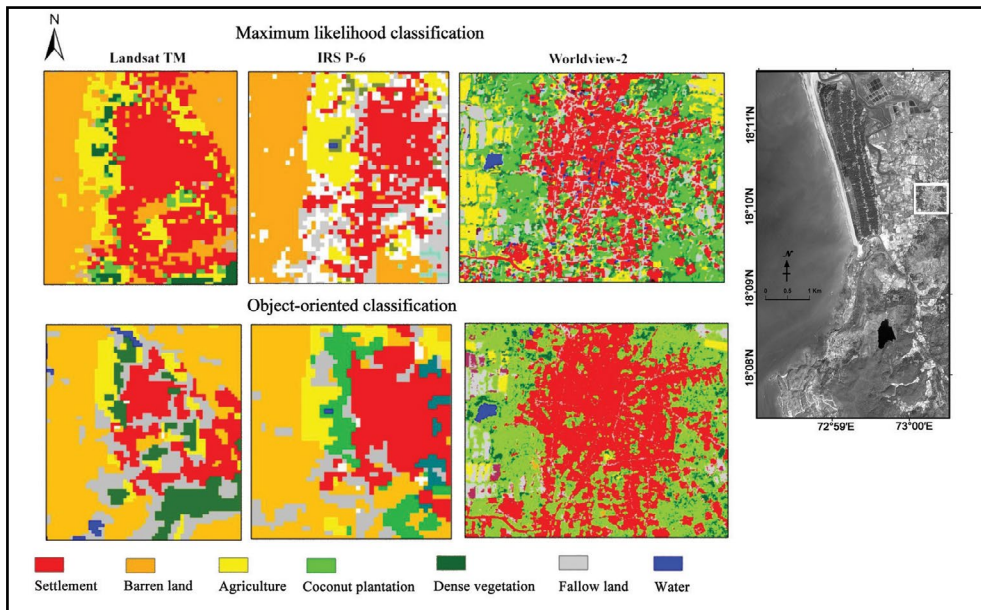 N
Maximum likelihood classification
Landsat TM
IRS P-6
Worldview-2
Object-oriented classification
18°11'N
18°10'N
18°09'N
18°08'N
N
0 0.5 1 Km
72°59'E 73°00'E
Settlement
Barren land
Agriculture
Coconut plantation
Dense vegetation
Fallow land
Water